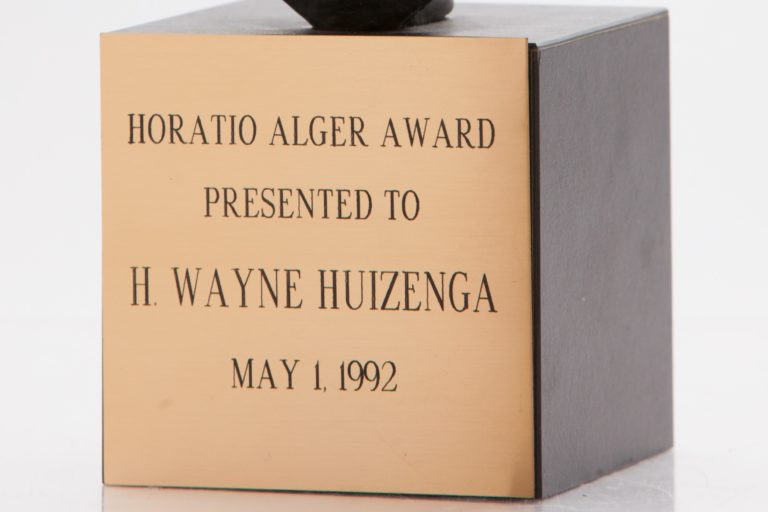 HORATIO ALGER AWARD
PRESENTED TO
H. WAYNE HUIZENGA
MAY 1, 1992